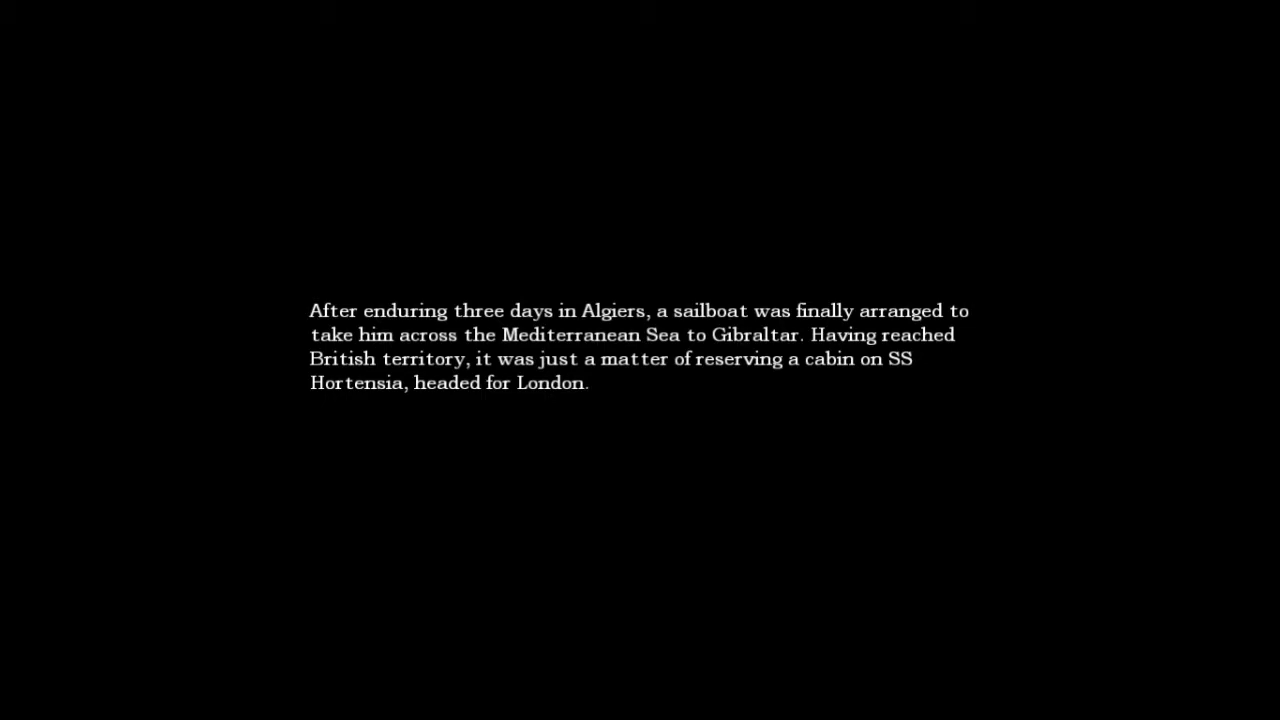 After enduring three days in Algiers, a sailboat was finally arranged to
take him across the Mediterranean Sea to Gibraltar. Having reached
British territory, it was just a matter of reserving a cabin on SS
Hortensia, headed for London.